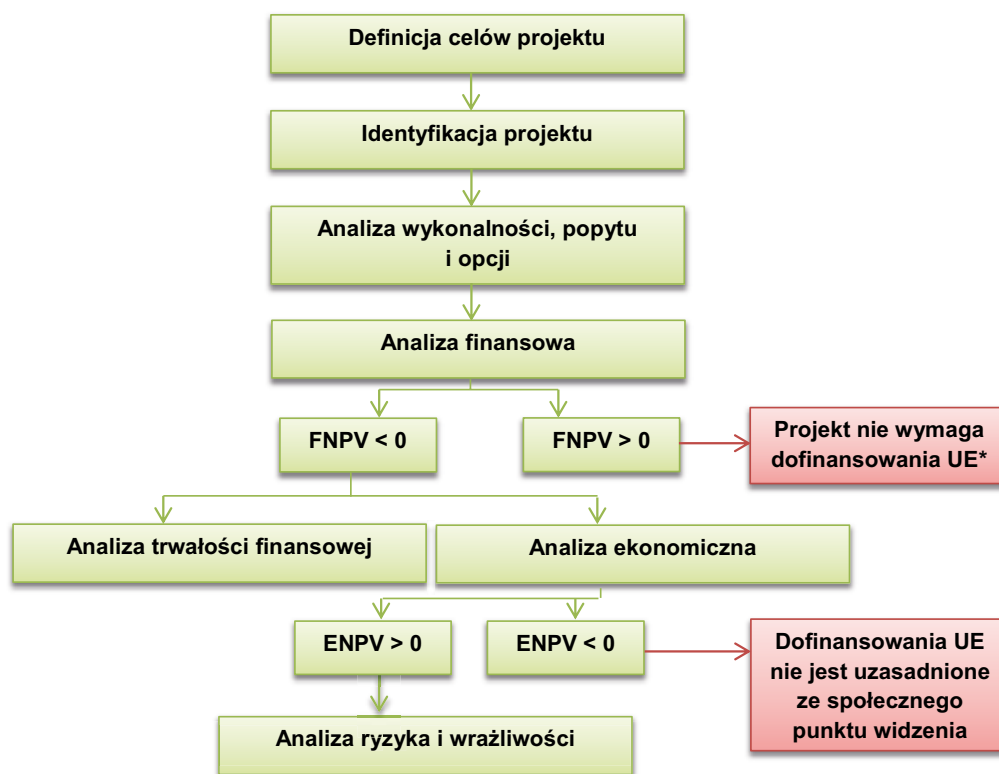 Definicja celów projektu
Identyfikacja projektu
Analiza wykonalności, popytu
i opcji
Analiza finansowa
FNPV < 0
FNPV > 0
Projekt nie wymaga
dofinansowania UE*
Analiza trwałości finansowej
Analiza ekonomiczna
ENPV > 0
ENPV < 0
Dofinansowania UE
nie jest uzasadnione
ze społecznego
punktu widzenia
Analiza ryzyka i wrażliwości